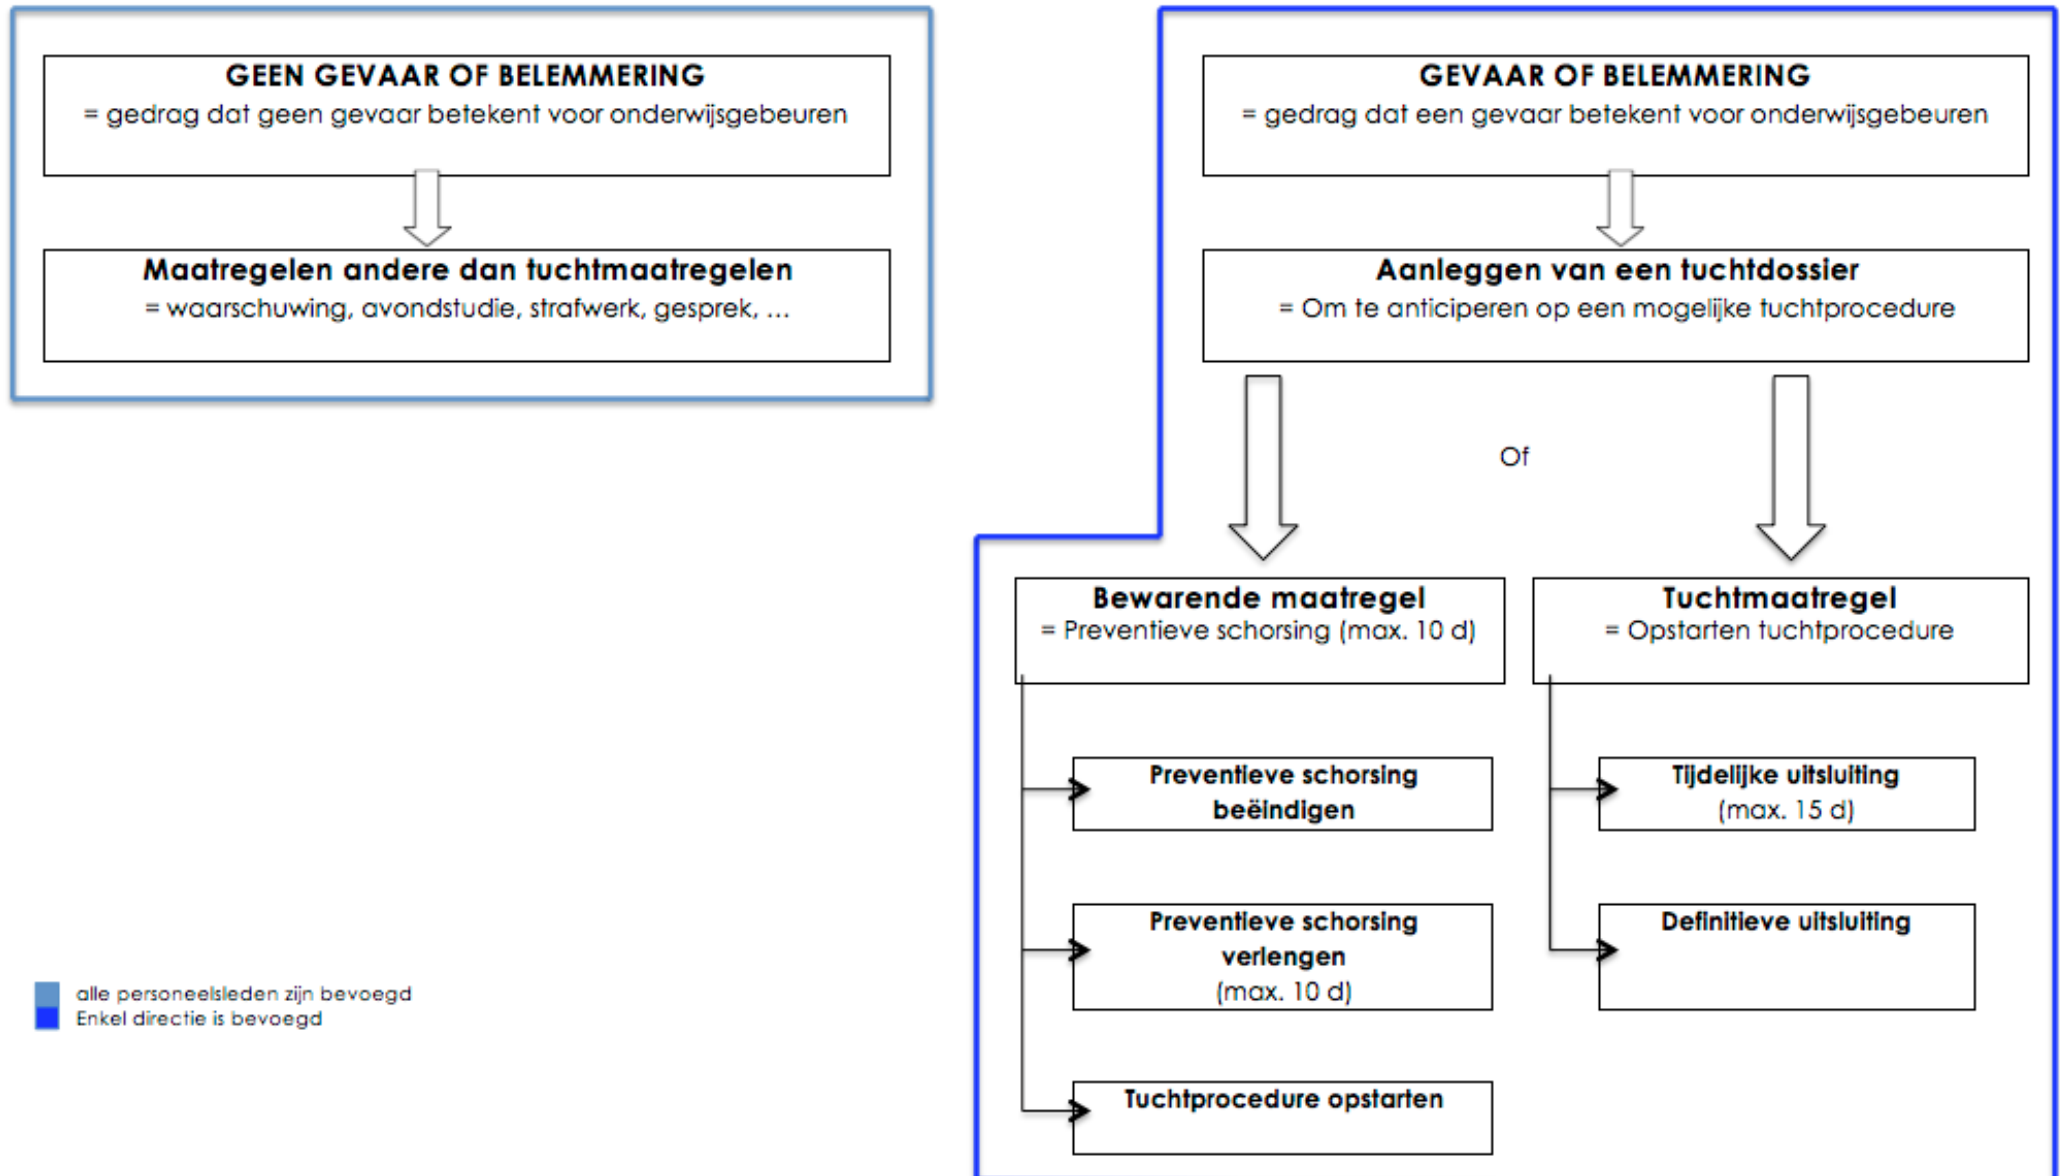 GEEN GEVAAR OF BELEMMERING
= gedrag dat geen gevaar betekent voor onderwijsgebeuren
Maatregelen andere dan tuchtmaatregelen
= waarschuwing, avondstudie, strafwerk, gesprek, ...
GEVAAR OF BELEMMERING
= gedrag dat een gevaar betekent voor onderwijsgebeuren
Aanleggen van een tuchtdossier
= Om te anticiperen op een mogelijke tuchtprocedure
Of
Bewarende maatregel
= Preventieve schorsing (max. 10 d)
Preventieve schorsing
beëindigen
Preventieve schorsing
verlengen
(max. 10 d)
Tuchtprocedure opstarten
Tuchtmaatregel
= Opstarten tuchtprocedure
Tijdelijke uitsluiting
(max. 15 d)
Definitieve uitsluiting
alle personeelsleden zijn bevoegd
Enkel directie is bevoegd